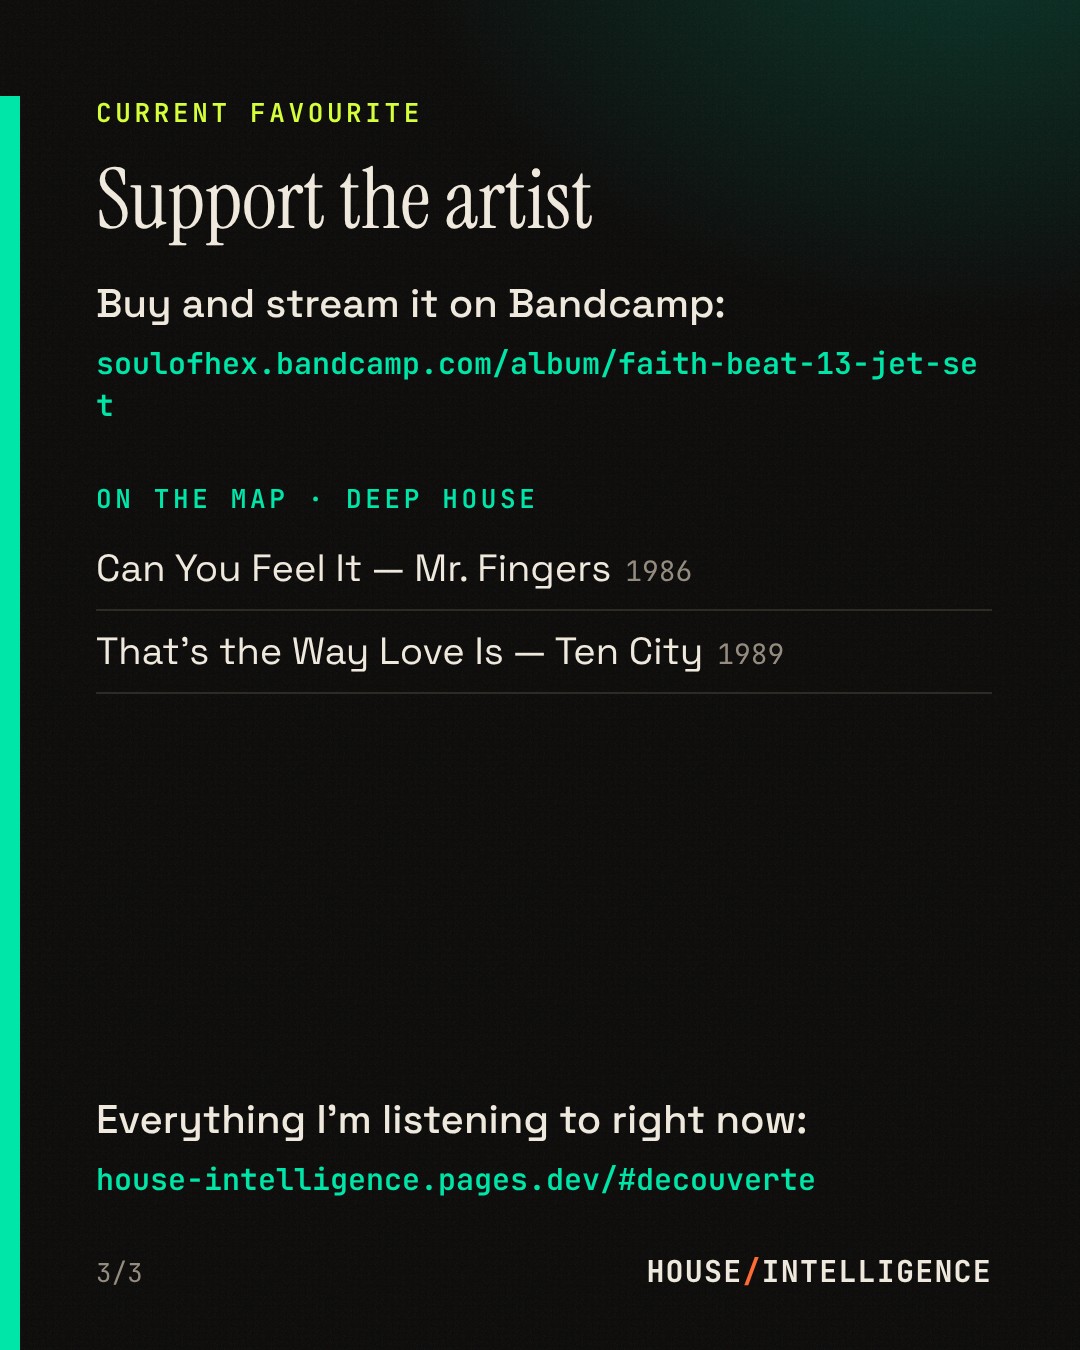 CURRENT FAVOURITE
Support the artist
Buy and stream it on Bandcamp:
soulofhex.bandcamp.com/album/faith-beat-13-jet-se
t
ON THE MAP · DEEP HOUSE
Can You Feel It — Mr. Fingers 1986
That’s the Way Love Is — Ten City 1989
Everything I’m listening to right now:
house-intelligence.pages.dev/#decouverte
3/3 HOUSE/INTELLIGENCE